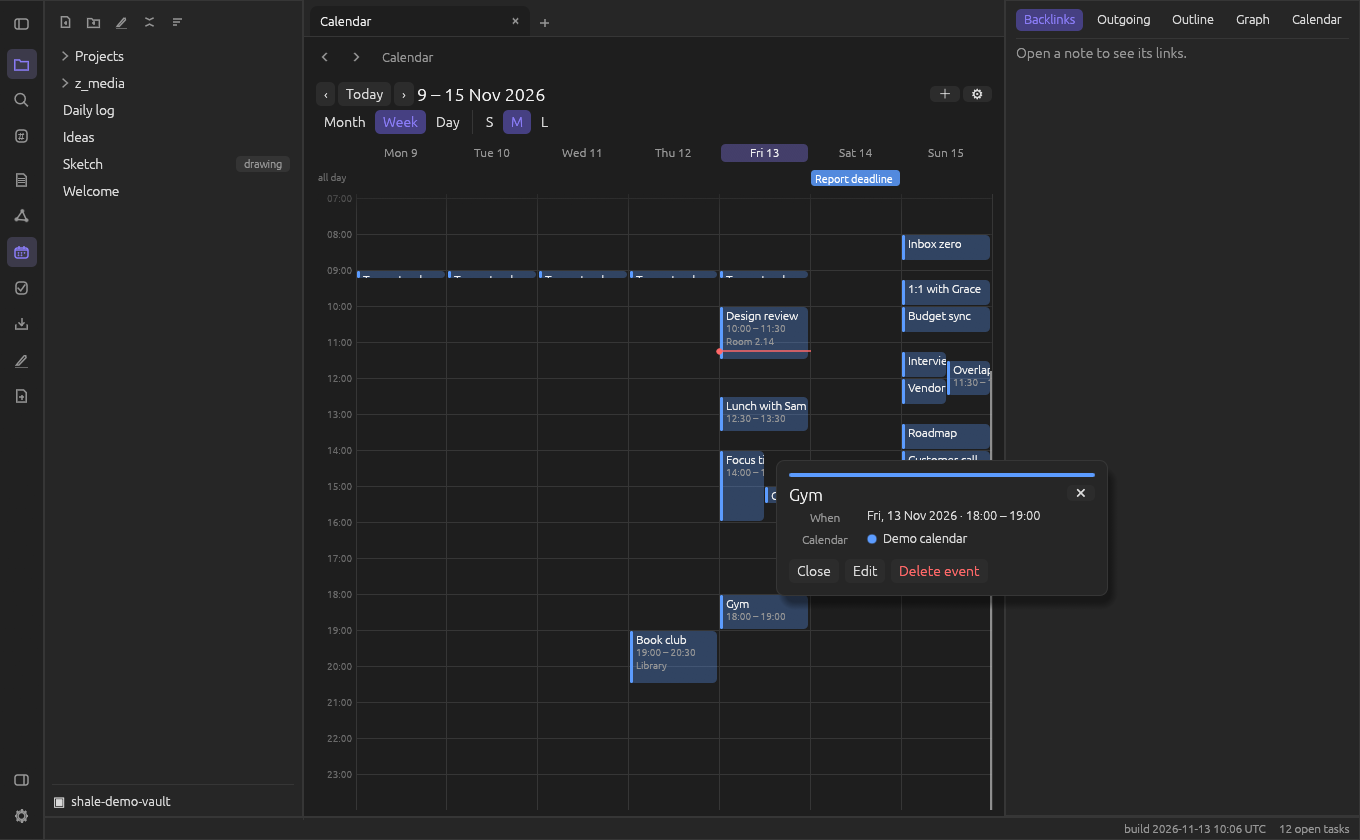 Projects
z_media
Daily log
Ideas
Sketch
drawing
Welcome
shale-demo-vault
Calendar
Calendar
Today
9 – 15 Nov 2026
Month Week Day S M L
Mon 9 Tue 10 Wed 11 Thu 12 Fri 13 Sat 14 Sun 15
all day
Report deadline
07:00
08:00
09:00
10:00
11:00
12:00
13:00
14:00
15:00
16:00
17:00
18:00
19:00
20:00
21:00
22:00
23:00
Book club
19:00 – 20:30
Library
Design review
10:00 – 11:30
Room 2.14
Lunch with Sam
12:30 – 13:30
Focus ti
14:00 – 1
Gym
18:00 – 19:00
Inbox zero
1:1 with Grace
Budget sync
Intervie
Overlap
11:30 –
Vendor
Roadmap
Customer call
Gym
When Fri, 13 Nov 2026 · 18:00 – 19:00
Calendar Demo calendar
Close Edit Delete event
Backlinks Outgoing Outline Graph Calendar
Open a note to see its links.
build 2026-11-13 10:06 UTC 12 open tasks